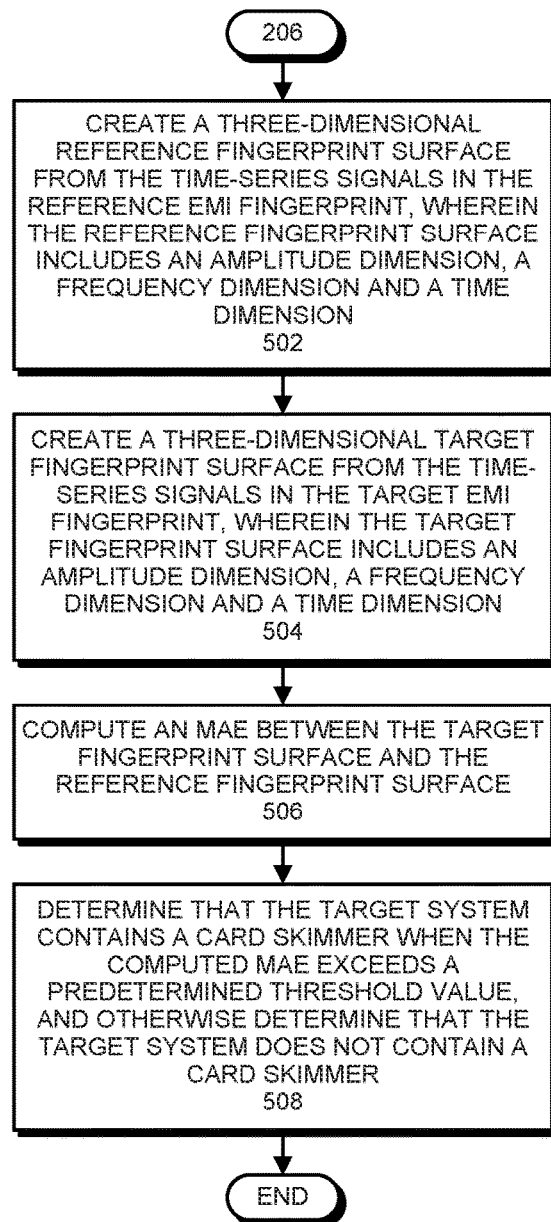 206
CREATE A THREE-DIMENSIONAL
REFERENCE FINGERPRINT SURFACE
FROM THE TIME-SERIES SIGNALS IN THE
REFERENCE EMI FINGERPRINT, WHEREIN
THE REFERENCE FINGERPRINT SURFACE
INCLUDES AN AMPLITUDE DIMENSION, A
FREQUENCY DIMENSION AND A TIME
DIMENSION
502
CREATE A THREE-DIMENSIONAL TARGET
FINGERPRINT SURFACE FROM THE TIME-
SERIES SIGNALS IN THE TARGET EMI
FINGERPRINT, WHEREIN THE TARGET
FINGERPRINT SURFACE INCLUDES AN
AMPLITUDE DIMENSION, A FREQUENCY
DIMENSION AND A TIME DIMENSION
504
COMPUTE AN MAE BETWEEN THE TARGET
FINGERPRINT SURFACE AND THE
REFERENCE FINGERPRINT SURFACE
506
DETERMINE THAT THE TARGET SYSTEM
CONTAINS A CARD SKIMMER WHEN THE
COMPUTED MAE EXCEEDS A
PREDETERMINED THRESHOLD VALUE,
AND OTHERWISE DETERMINE THAT THE
TARGET SYSTEM DOES NOT CONTAIN A
CARD SKIMMER
508
END